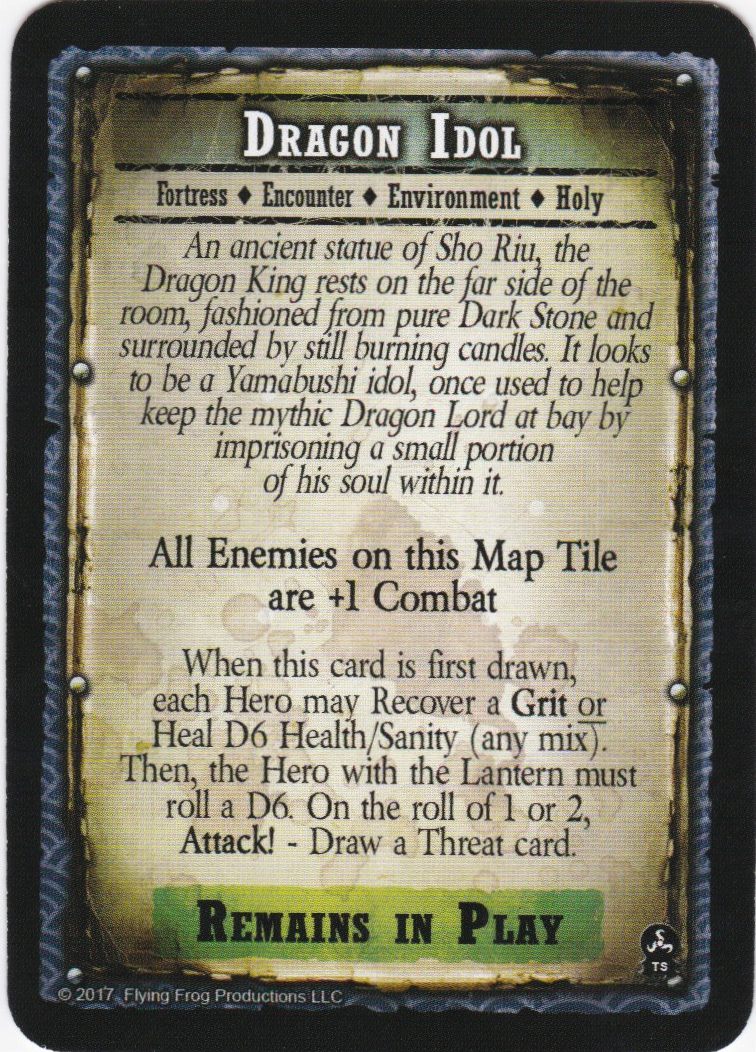 Dragon Idol
Fortress ♦ Encounter ♦ Environment ♦ Holy
An ancient statue of Sho Riu, the
Dragon King rests on the far side of the
room, fashioned from pure Dark Stone and
surrounded by still burning candles. It looks
to be a Yamabushi idol, once used to help
keep the mythic Dragon Lord at bay by
imprisoning a small portion
of his soul within it.
All Enemies on this Map Tile
are +1 Combat
When this card is first drawn,
each Hero may Recover a Grit or
Heal D6 Health/Sanity (any mix).
Then, the Hero with the Lantern must
roll a D6. On the roll of 1 or 2,
Attack! - Draw a Threat card.
Remains in Play
TS
© 2017 Flying Frog Productions LLC